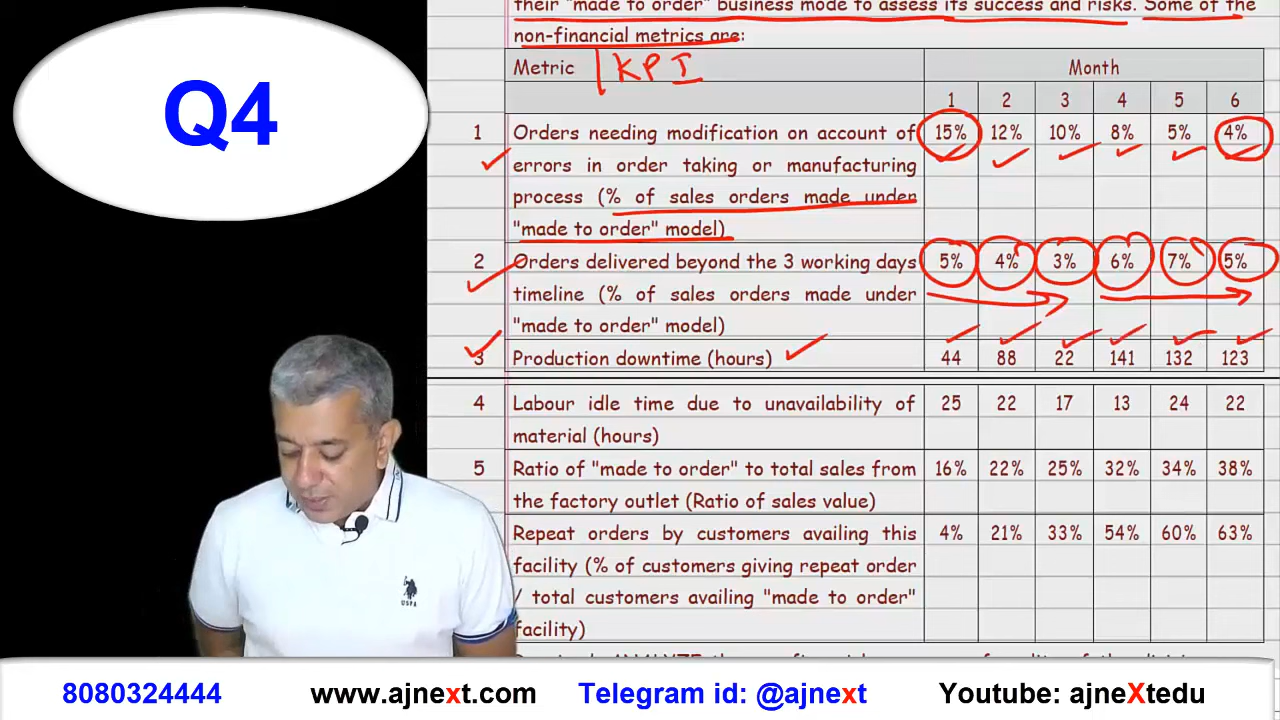 Q4
their "made to order" business mode to assess its success and risks. Some of the
non-financial metrics are:
Metric | KPI Month
1 2 3 4 5 6
1 Orders needing modification on account of 15% 12% 10% 8% 5% 4%
errors in order taking or manufacturing
process (% of sales orders made under
"made to order" model)
2 Orders delivered beyond the 3 working days 5% 4% 3% 6% 7% 5%
timeline (% of sales orders made under
"made to order" model)
3 Production downtime (hours) 44 88 22 141 132 123
4 Labour idle time due to unavailability of 25 22 17 13 24 22
material (hours)
5 Ratio of "made to order" to total sales from 16% 22% 25% 32% 34% 38%
the factory outlet (Ratio of sales value)
Repeat orders by customers availing this 4% 21% 33% 54% 60% 63%
facility (% of customers giving repeat order
/ total customers availing "made to order"
facility)
USPA
8080324444 www.ajnext.com Telegram id: @ajnext Youtube: ajneXtedu